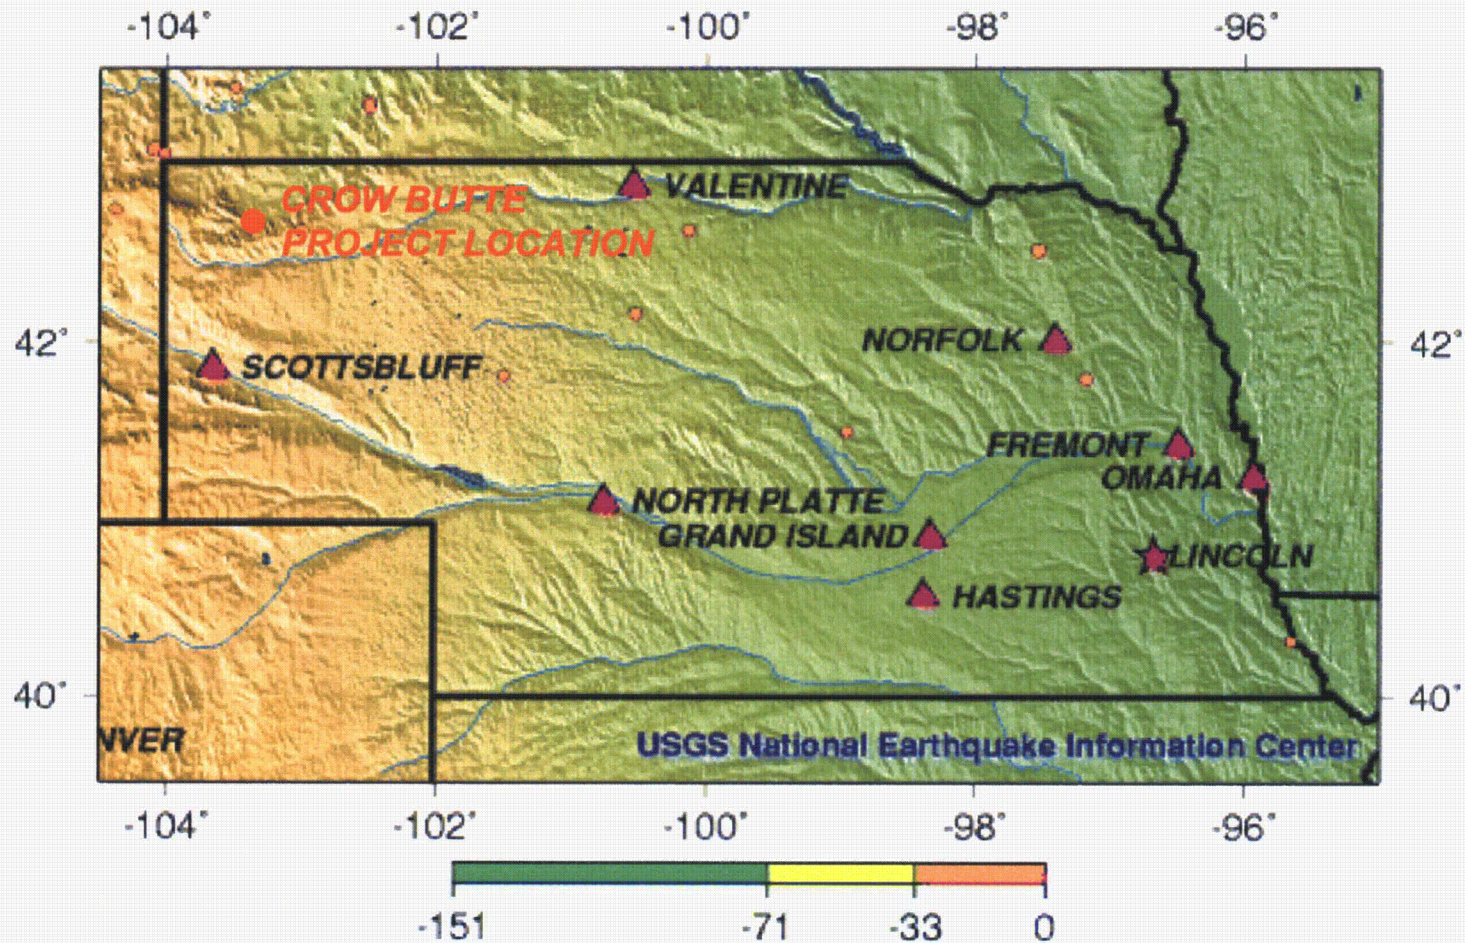 -104° -102° -100° -98° -96°
CROW BUTTE
PROJECT LOCATION
VALENTINE
42° NORFOLK 42°
SCOTTSBLUFF
FREMONT
OMAHA
NORTH PLATTE
GRAND ISLAND
LINCOLN
HASTINGS
40° 40°
NVER
USGS National Earthquake Information Center
-104° -102° -100° -98° -96°
-151 -71 -33 0